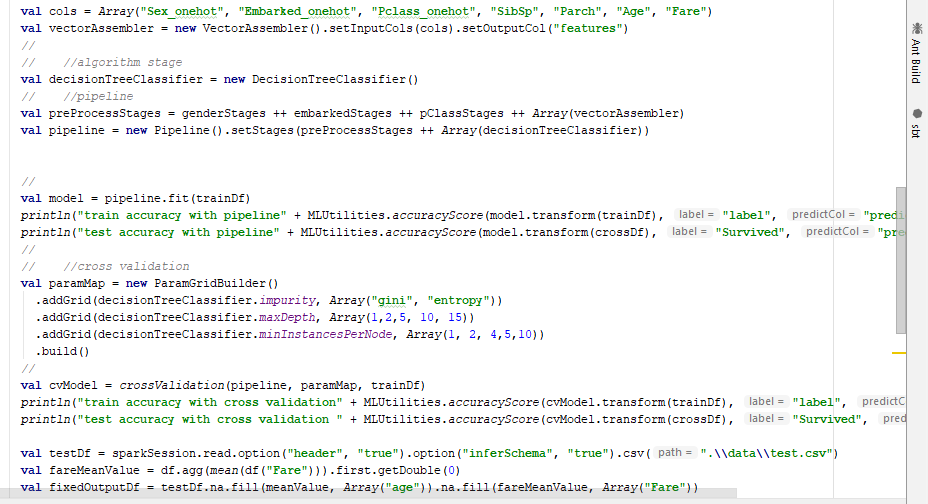 val cols = Array("Sex_onehot", "Embarked_onehot", "Pclass_onehot", "SibSp", "Parch", "Age", "Fare")
val vectorAssembler = new VectorAssembler().setInputCols(cols).setOutputCol("features")
//
//    //algorithm stage
val decisionTreeClassifier = new DecisionTreeClassifier()
//    //pipeline
val preProcessStages = genderStages ++ embarkedStages ++ pClassStages ++ Array(vectorAssembler)
val pipeline = new Pipeline().setStages(preProcessStages ++ Array(decisionTreeClassifier))
//
val model = pipeline.fit(trainDf)
println("train accuracy with pipeline" + MLUtilities.accuracyScore(model.transform(trainDf), label = "label", predictCol = "predi
println("test accuracy with pipeline" + MLUtilities.accuracyScore(model.transform(crossDf), label = "Survived", predictCol = "pre
//
//    //cross validation
val paramMap = new ParamGridBuilder()
  .addGrid(decisionTreeClassifier.impurity, Array("gini", "entropy"))
  .addGrid(decisionTreeClassifier.maxDepth, Array(1,2,5, 10, 15))
  .addGrid(decisionTreeClassifier.minInstancesPerNode, Array(1, 2, 4,5,10))
  .build()
//
val cvModel = crossValidation(pipeline, paramMap, trainDf)
println("train accuracy with cross validation" + MLUtilities.accuracyScore(cvModel.transform(trainDf), label = "label", predictC
println("test accuracy with cross validation " + MLUtilities.accuracyScore(cvModel.transform(crossDf), label = "Survived", pred
val testDf = sparkSession.read.option("header", "true").option("inferSchema", "true").csv( path = ".\\data\\test.csv")
val fareMeanValue = df.agg(mean(df("Fare"))).first.getDouble(0)
val fixedOutputDf = testDf.na.fill(meanValue, Array("age")).na.fill(fareMeanValue, Array("Fare"))
Ant Build
sbt